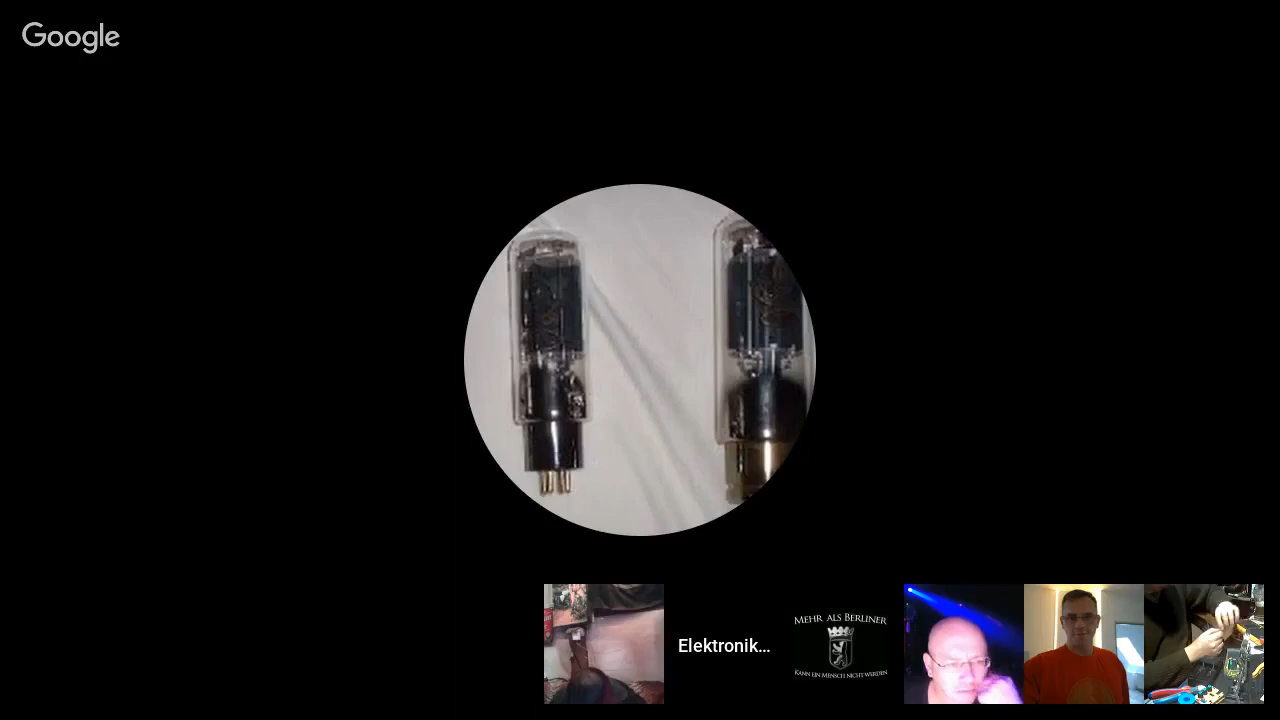 Google
Elektronik...
MEHR ALS BERLINER
KANN EIN MENSCH NICHT WERDEN